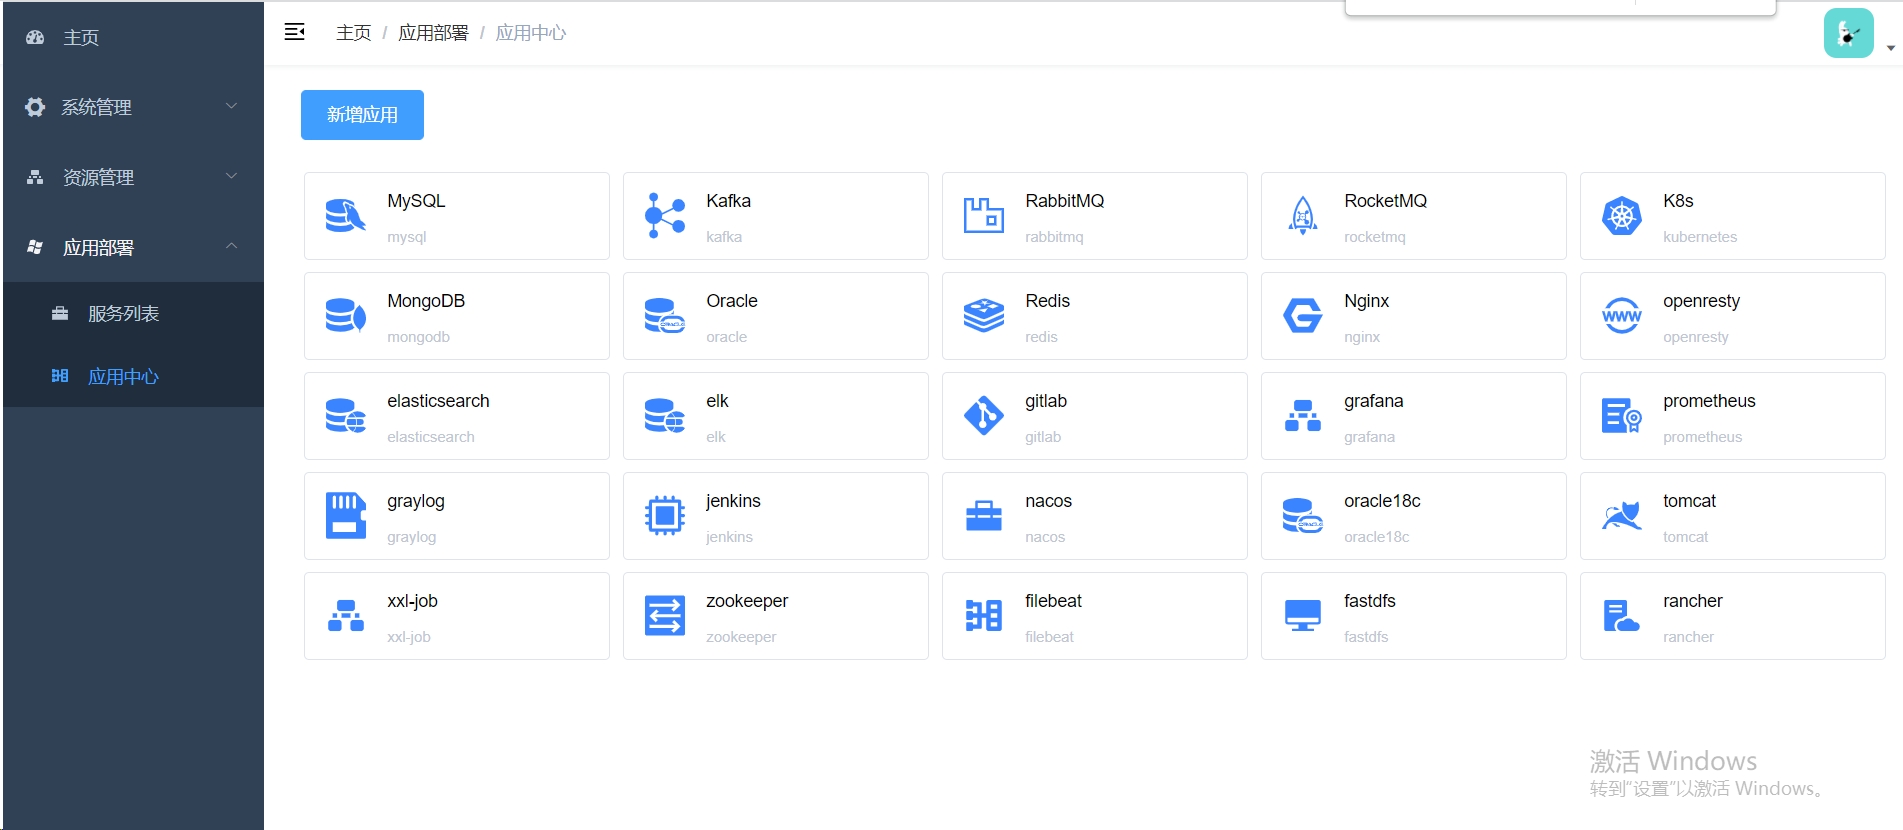 主页
系统管理
资源管理
应用部署
服务列表
应用中心
主页 / 应用部署 / 应用中心
新增应用
MySQL
mysql
Kafka
kafka
RabbitMQ
rabbitmq
RocketMQ
rocketmq
K8s
kubernetes
MongoDB
mongodb
Oracle
oracle
Redis
redis
Nginx
nginx
openresty
openresty
elasticsearch
elasticsearch
elk
elk
gitlab
gitlab
grafana
grafana
prometheus
prometheus
graylog
graylog
jenkins
jenkins
nacos
nacos
oracle18c
oracle18c
tomcat
tomcat
xxl-job
xxl-job
zookeeper
zookeeper
filebeat
filebeat
fastdfs
fastdfs
rancher
rancher
激活 Windows
转到“设置”以激活 Windows。